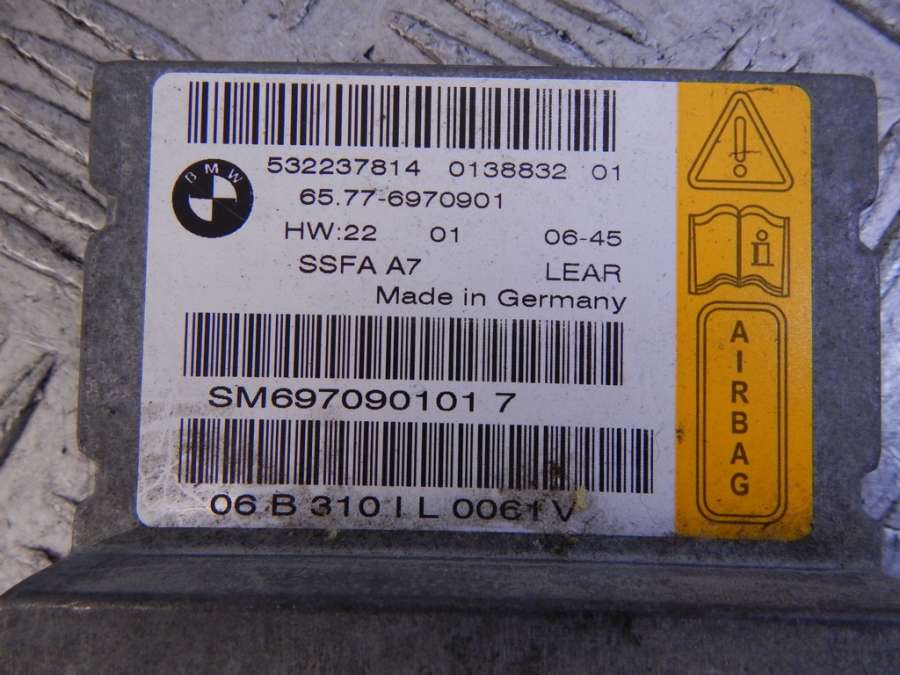 532237814 0138832 01
BMW
65.77-6970901
HW:22 01 06-45
SSFA A7 LEAR
Made in Germany
SM697090101 7
06 B 310 I L 0061 V
AIRBAG